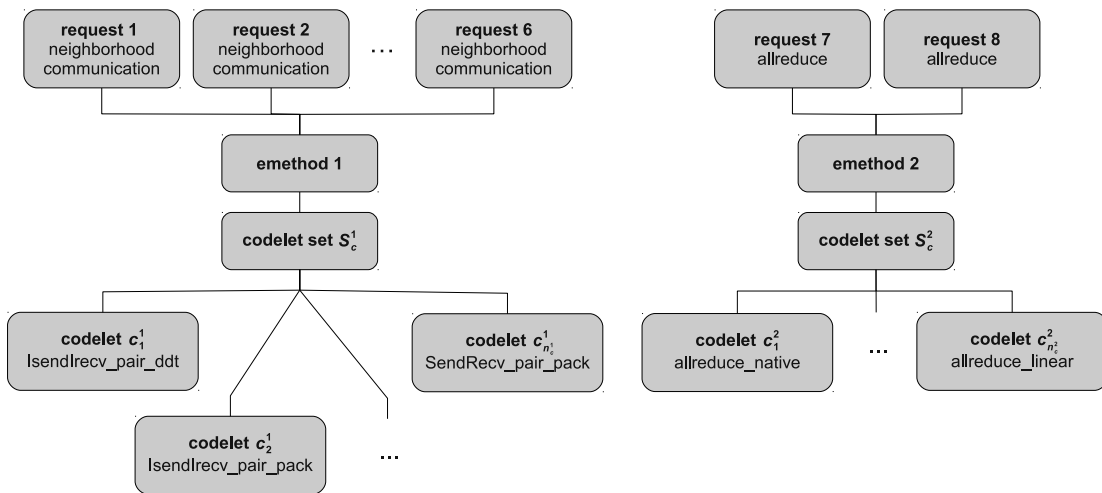 request 1
neighborhood
communication
request 2
neighborhood
communication
...
request 6
neighborhood
communication
request 7
allreduce
request 8
allreduce
emethod 1
emethod 2
codelet set S_c^1
codelet set S_c^2
codelet c_1^1
IsendIrecv_pair_ddt
codelet c_{n_c^1}^1
SendRecv_pair_pack
codelet c_1^2
allreduce_native
...
codelet c_{n_c^2}^2
allreduce_linear
codelet c_2^1
IsendIrecv_pair_pack
...